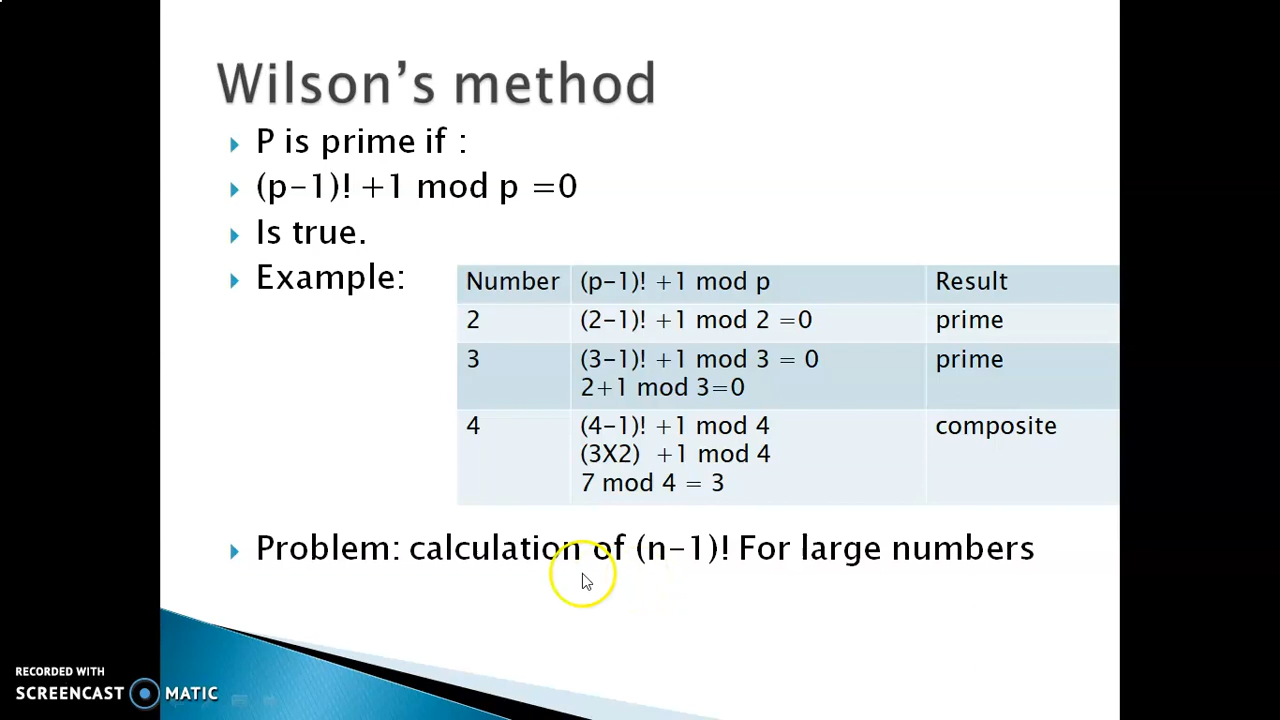 Wilson's method
P is prime if :
(p-1)! +1 mod p =0
Is true.
Example:
Number (p-1)! +1 mod p Result
2 (2-1)! +1 mod 2 =0 prime
3 (3-1)! +1 mod 3 = 0 prime
2+1 mod 3=0
4 (4-1)! +1 mod 4 composite
(3X2) +1 mod 4
7 mod 4 = 3
Problem: calculation of (n-1)! For large numbers
RECORDED WITH
SCREENCAST MATIC